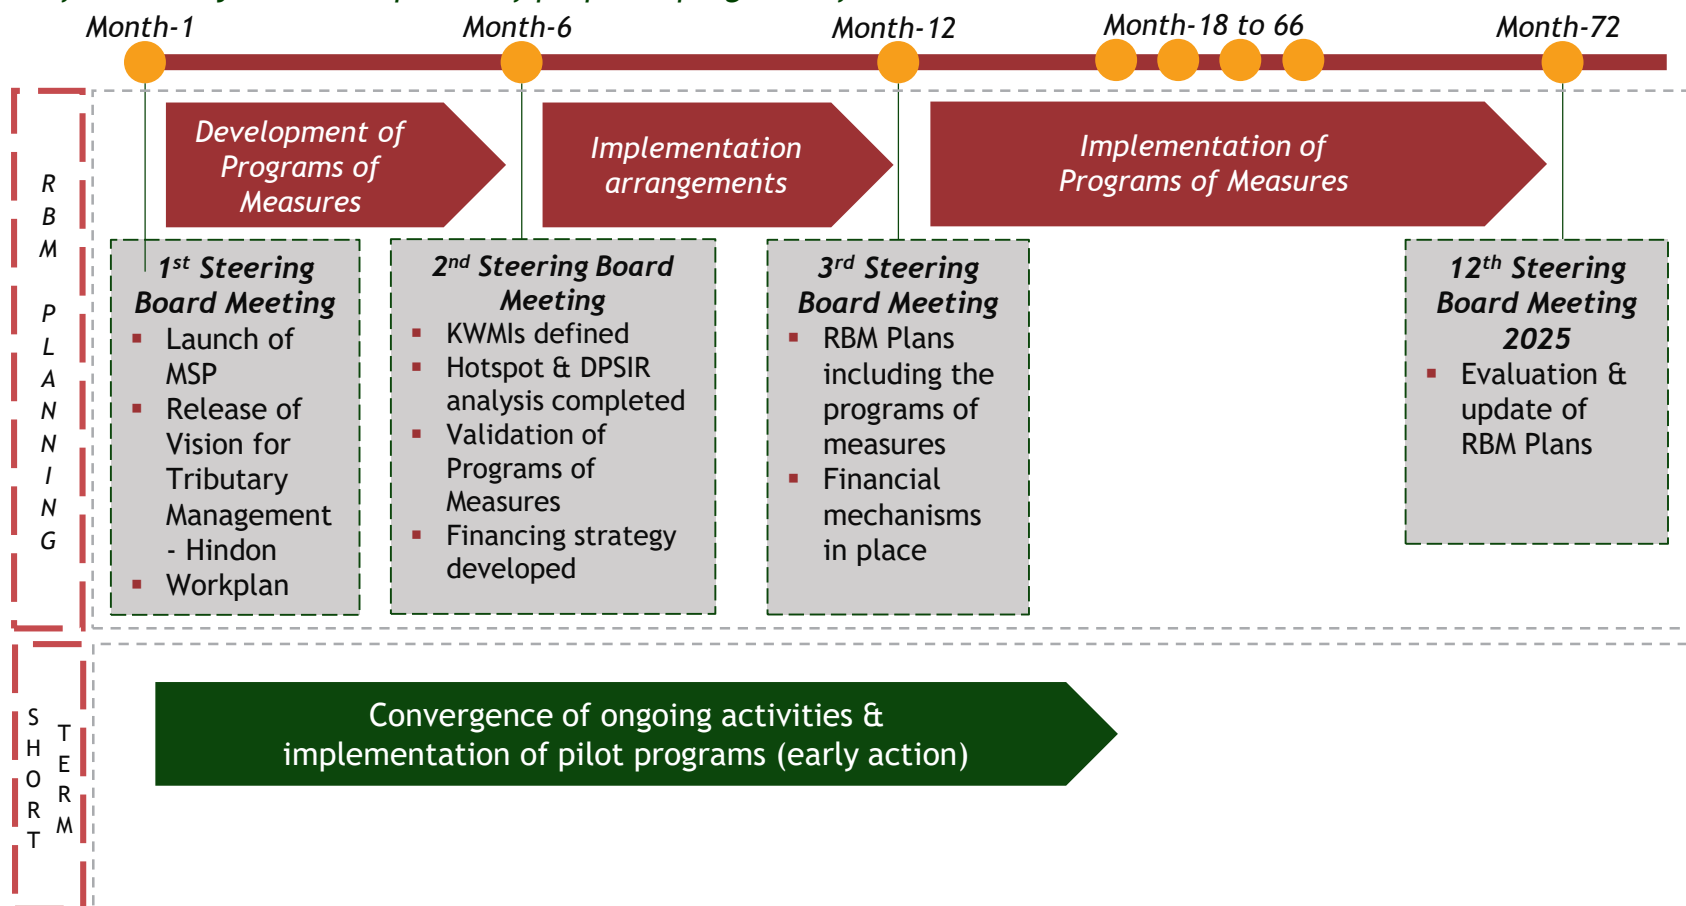 Month-1
Month-6
Month-12
Month-18 to 66
Month-72
RBM PLANNING
Development of
Programs of
Measures
Implementation
arrangements
Implementation of
Programs of Measures
1st Steering
Board Meeting
▪ Launch of
MSP
▪ Release of
Vision for
Tributary
Management
- Hindon
▪ Workplan
2nd Steering Board
Meeting
▪ KWMIs defined
▪ Hotspot & DPSIR
analysis completed
▪ Validation of
Programs of
Measures
▪ Financing strategy
developed
3rd Steering
Board Meeting
▪ RBM Plans
including the
programs of
measures
▪ Financial
mechanisms
in place
12th Steering
Board Meeting
2025
▪ Evaluation &
update of
RBM Plans
SHORT
TERM
Convergence of ongoing activities &
implementation of pilot programs (early action)